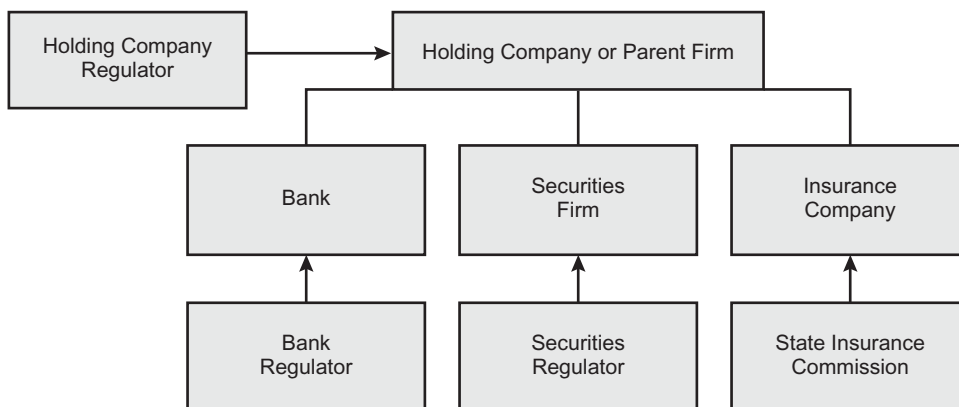 Holding Company
Regulator
Holding Company or Parent Firm
Bank
Securities
Firm
Insurance
Company
Bank
Regulator
Securities
Regulator
State Insurance
Commission